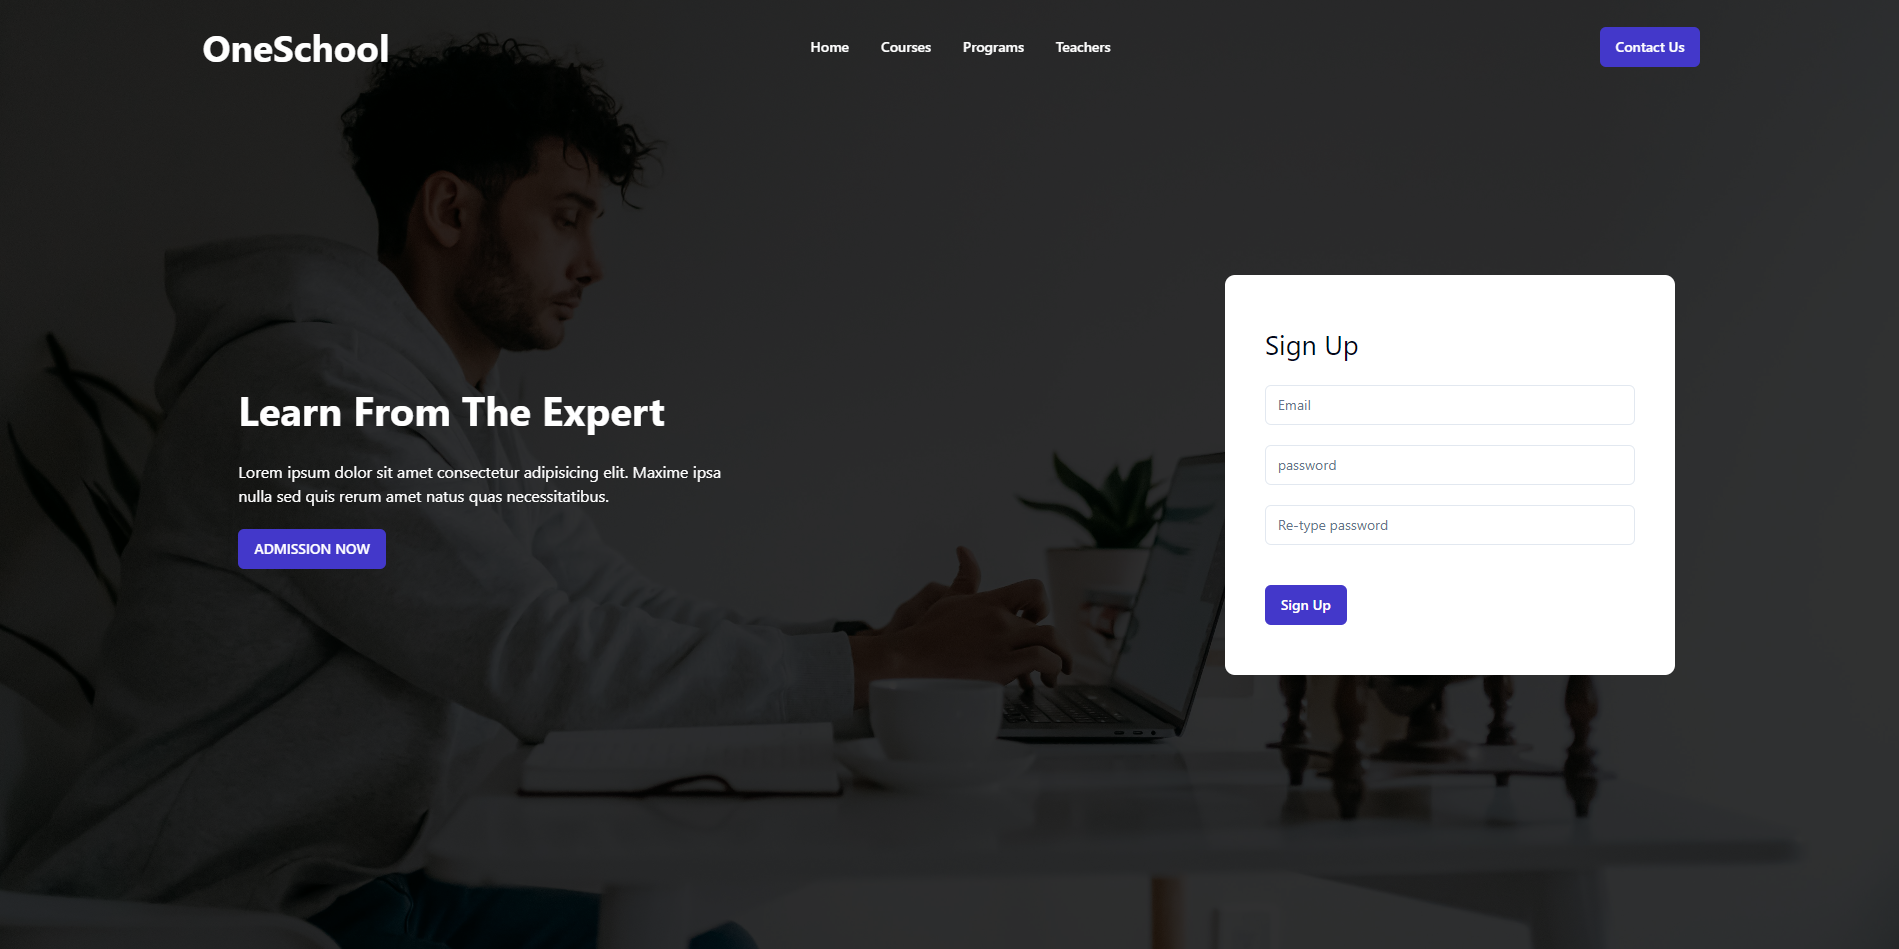 OneSchool
Home
Courses
Programs
Teachers
Contact Us
Learn From The Expert
Lorem ipsum dolor sit amet consectetur adipisicing elit. Maxime ipsa
nulla sed quis rerum amet natus quas necessitatibus.
ADMISSION NOW
Sign Up
Email
password
Re-type password
Sign Up